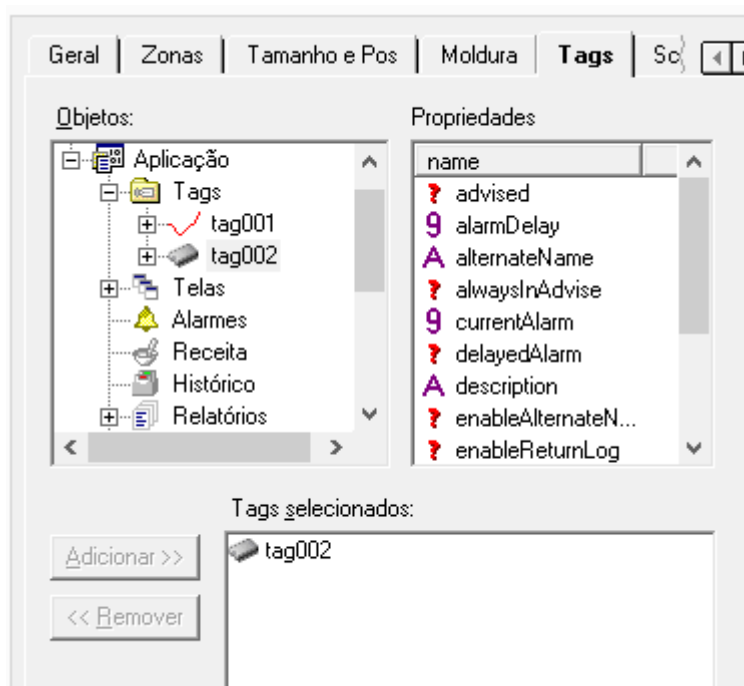 Geral Zonas Tamanho e Pos Moldura Tags
Objetos: Propriedades
Aplicação
Tags
tag001
tag002
Telas
Alarmes
Receita
Histórico
Relatórios
name
advised
alarmDelay
alternateName
alwaysInAdvise
currentAlarm
delayedAlarm
description
enableAlternateN...
enableReturnLog
Tags selecionados:
Adicionar >>
<< Remover
tag002